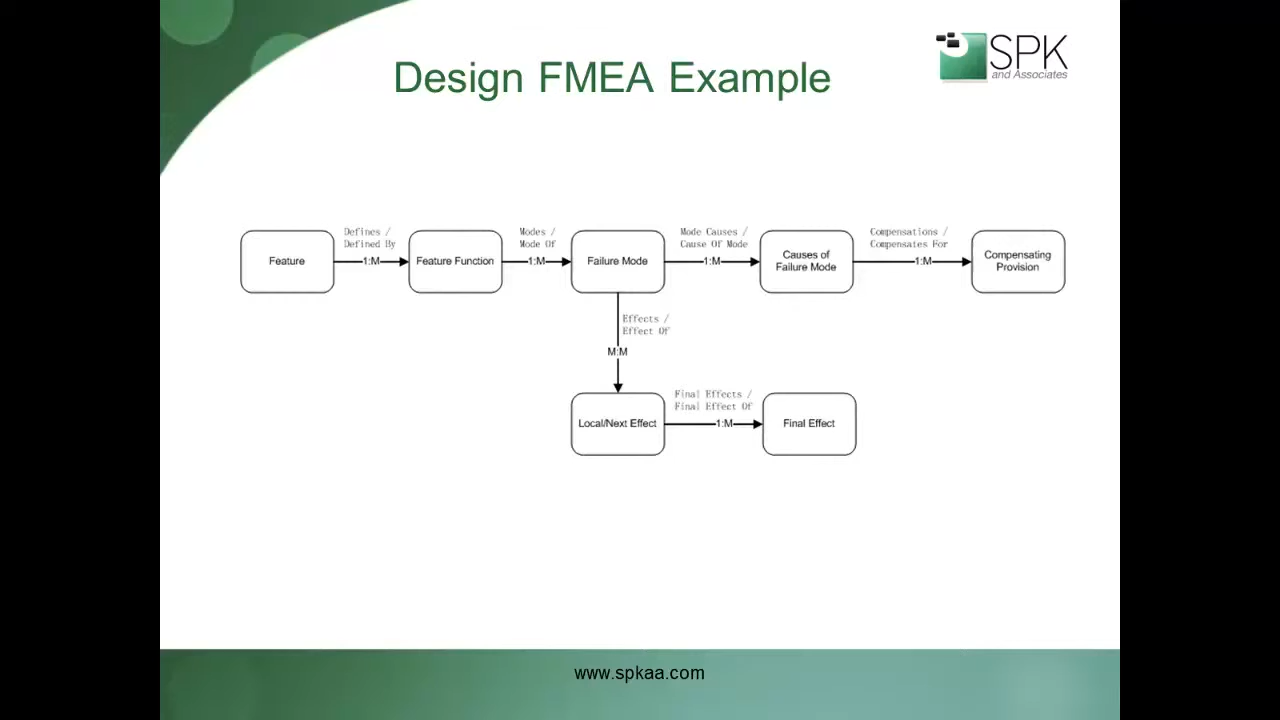 Design FMEA Example
SPK
and Associates
Defines /
Defined By
Modes /
Mode Of
Mode Causes /
Cause Of Mode
Compensations /
Compensates For
Feature
1:M
Feature Function
1:M
Failure Mode
1:M
Causes of
Failure Mode
1:M
Compensating
Provision
Effects /
Effect Of
M:M
Final Effects /
Final Effect Of
Local/Next Effect
1:M
Final Effect
www.spkaa.com